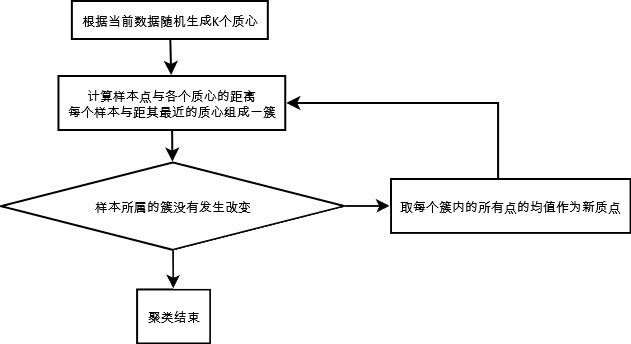 根据当前数据随机生成K个质心
计算样本点与各个质心的距离
每个样本与距其最近的质心组成一簇
样本所属的簇没有发生改变
取每个簇内的所有点的均值作为新质点
聚类结束